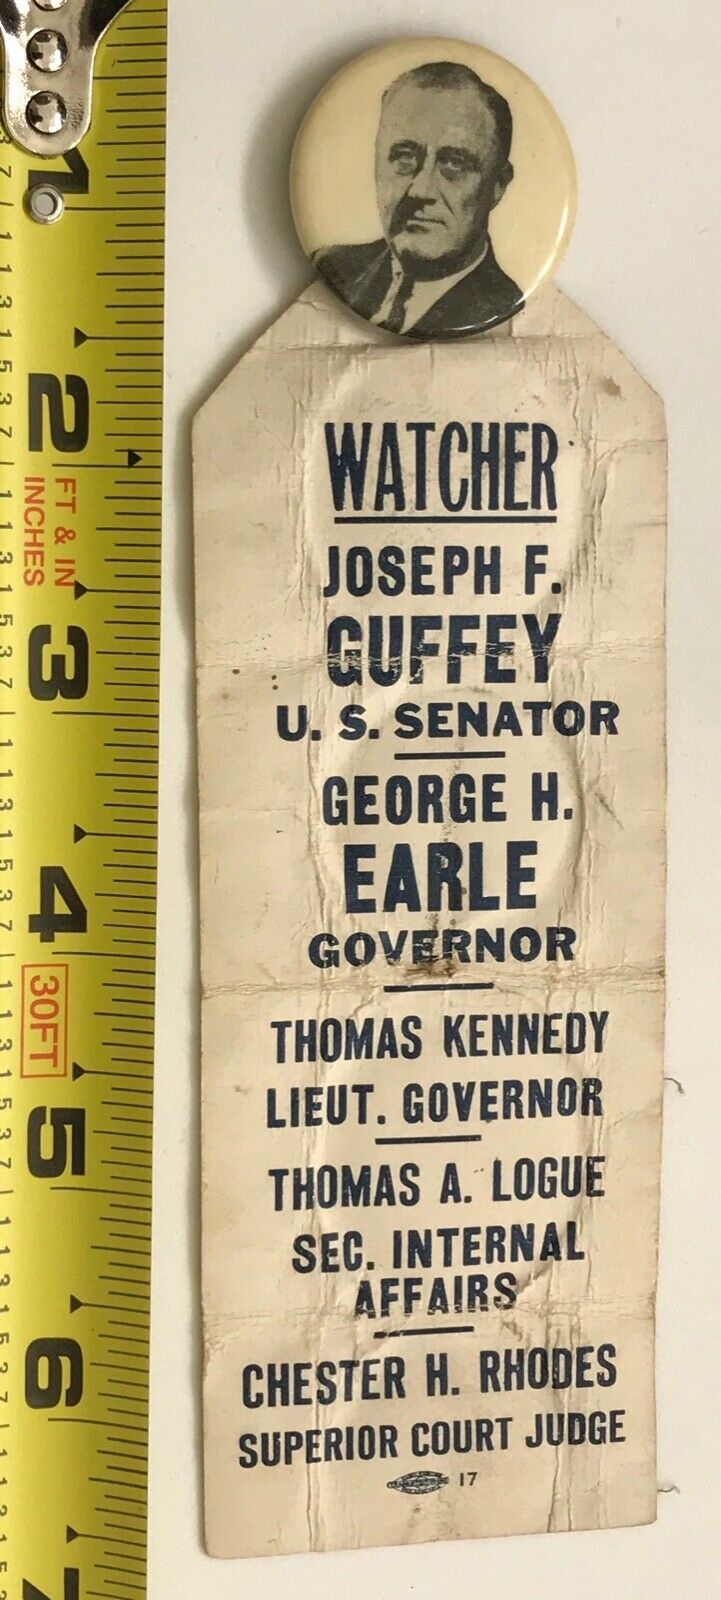 WATCHER
JOSEPH F.
GUFFEY
U. S. SENATOR
GEORGE H.
EARLE
GOVERNOR
THOMAS KENNEDY
LIEUT. GOVERNOR
THOMAS A. LOGUE
SEC. INTERNAL
AFFAIRS
CHESTER H. RHODES
SUPERIOR COURT JUDGE
17
1
2
FT & IN
INCHES
3
4
30FT
5
6
7